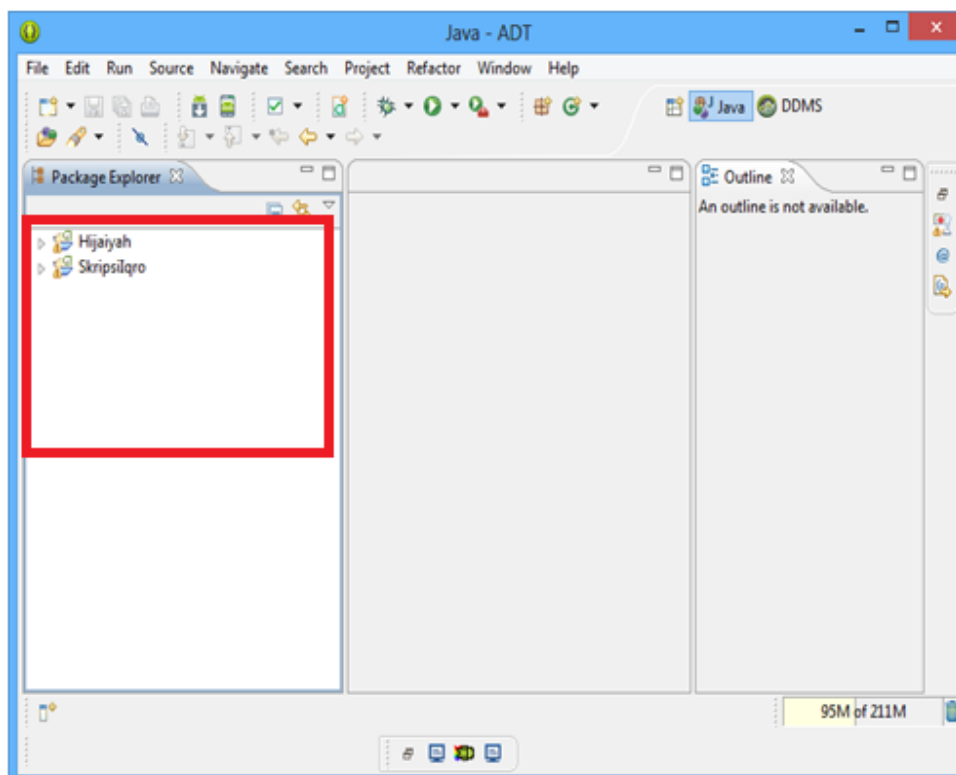 Java - ADT
File Edit Run Source Navigate Search Project Refactor Window Help
Java DDMS
Package Explorer
Outline
An outline is not available.
Hijaiyah
SkripsiIqro
95M of 211M